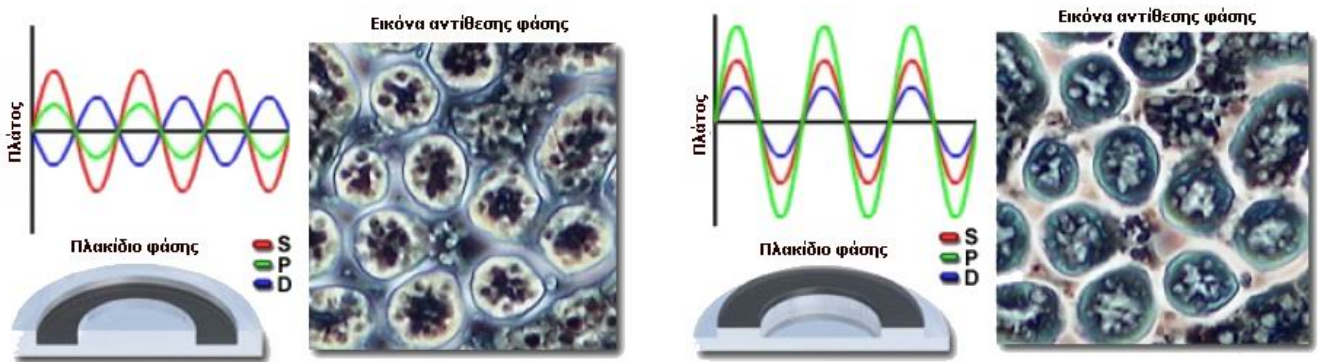 Εικόνα αντίθεσης φάσης
Πλάτος
Πλακίδιο φάσης
S
P
D
Εικόνα αντίθεσης φάσης
Πλάτος
Πλακίδιο φάσης
S
P
D